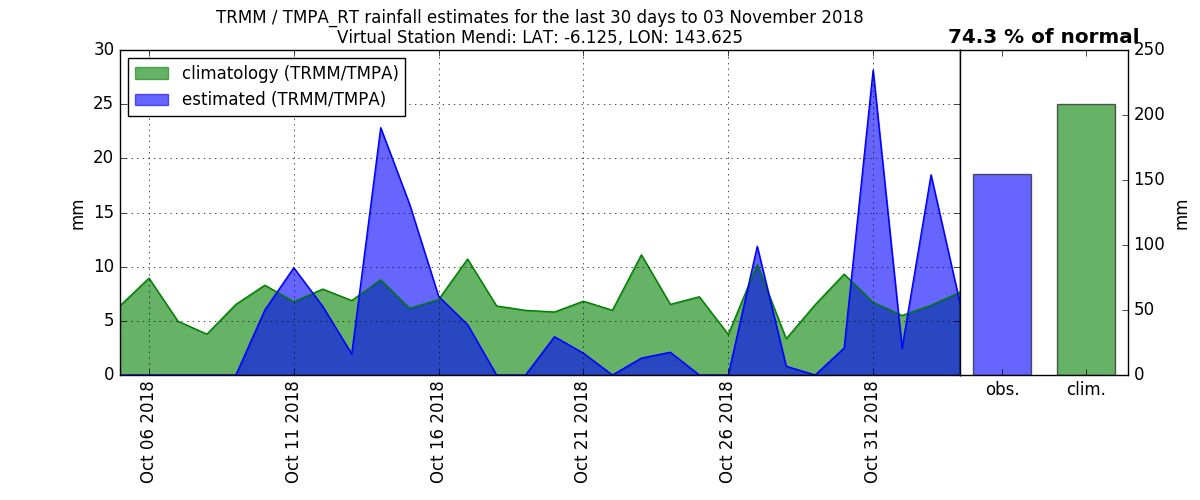 TRMM / TMPA_RT rainfall estimates for the last 30 days to 03 November 2018
Virtual Station Mendi: LAT: -6.125, LON: 143.625
74.3 % of normal
climatology (TRMM/TMPA)
estimated (TRMM/TMPA)
30
25
20
15
10
5
0
mm
Oct 06 2018
Oct 11 2018
Oct 16 2018
Oct 21 2018
Oct 26 2018
Oct 31 2018
obs.
clim.
250
200
150
100
50
0
mm